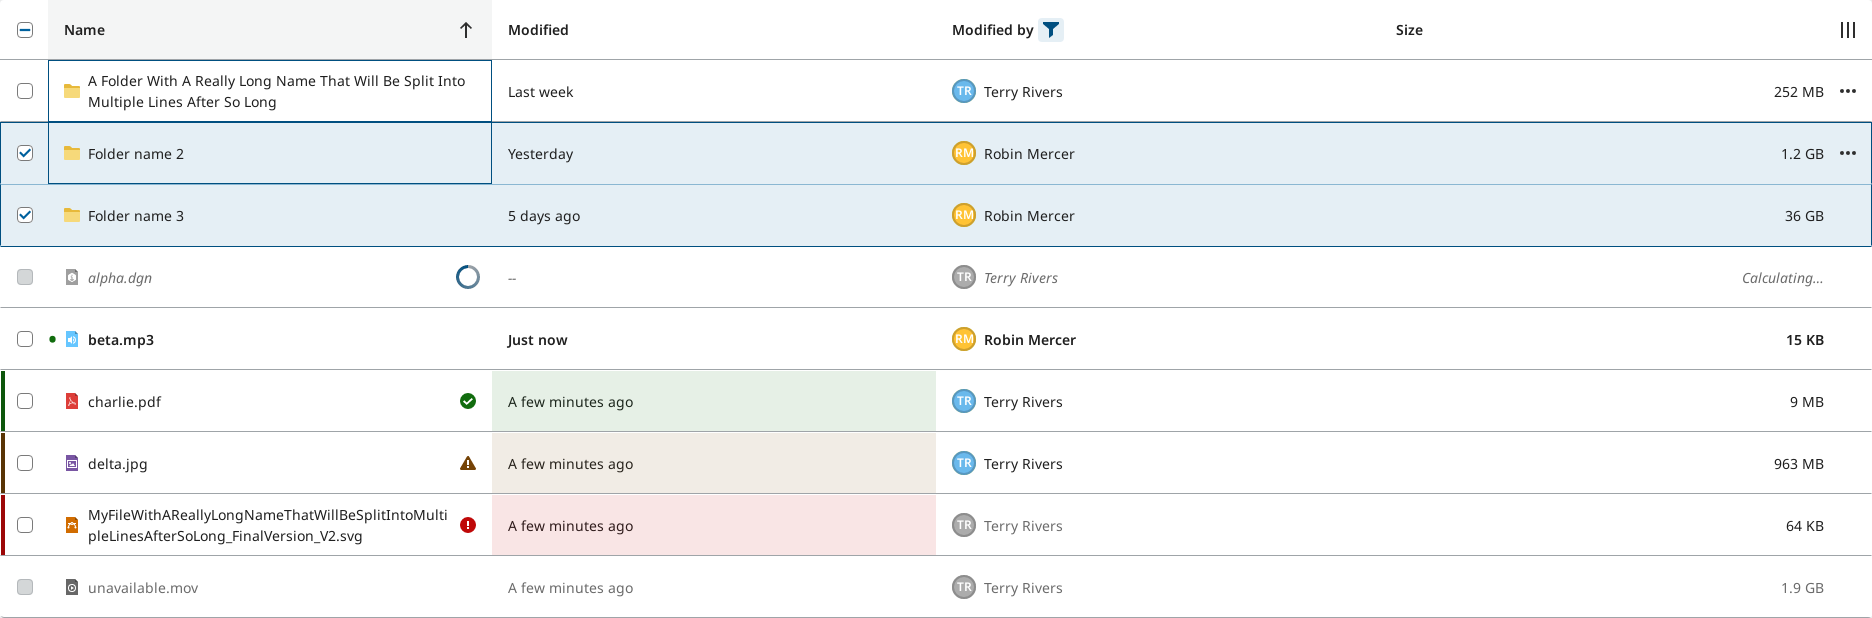 Name Modified Modified by Size
A Folder With A Really Long Name That Will Be Split Into
Multiple Lines After So Long
Last week TR Terry Rivers 252 MB
Folder name 2 Yesterday RM Robin Mercer 1.2 GB
Folder name 3 5 days ago RM Robin Mercer 36 GB
alpha.dgn -- TR Terry Rivers Calculating...
beta.mp3 Just now RM Robin Mercer 15 KB
charlie.pdf A few minutes ago TR Terry Rivers 9 MB
delta.jpg A few minutes ago TR Terry Rivers 963 MB
MyFileWithAReallyLongNameThatWillBeSplitIntoMulti
pleLinesAfterSoLong_FinalVersion_V2.svg
A few minutes ago TR Terry Rivers 64 KB
unavailable.mov A few minutes ago TR Terry Rivers 1.9 GB